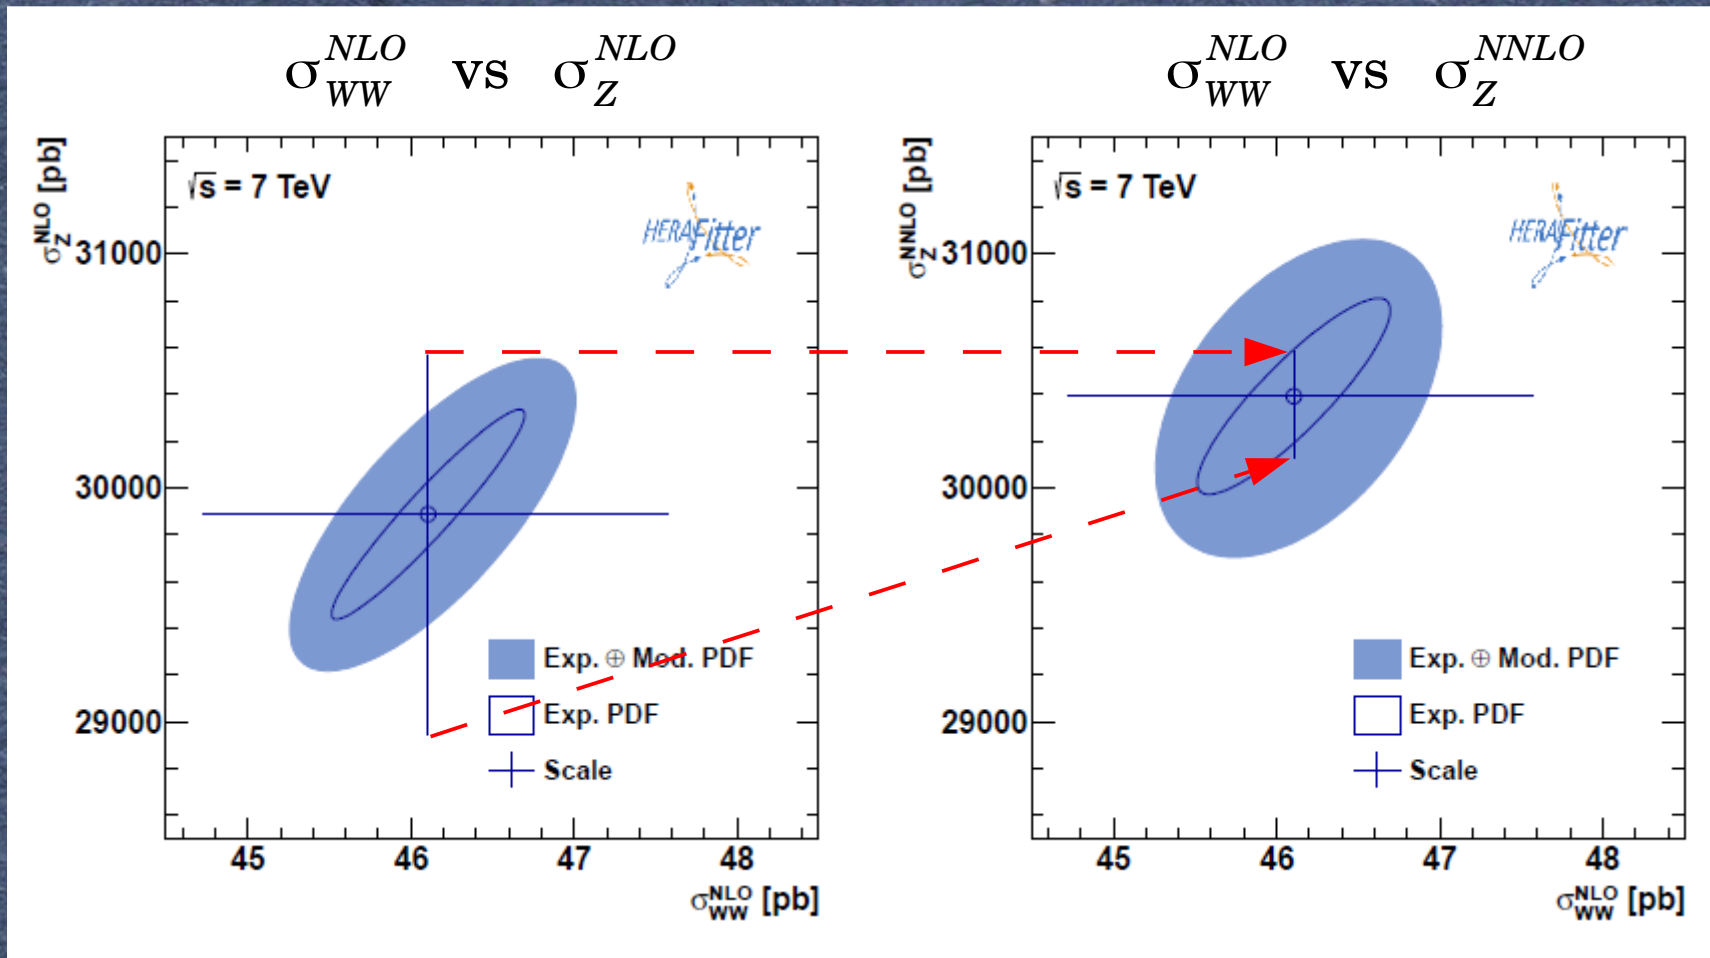 σ_WW^NLO vs σ_Z^NLO
σ_Z^NLO [pb]
√s = 7 TeV
HERAFitter
31000
30000
29000
Exp. ⊕ Mod. PDF
Exp. PDF
Scale
45 46 47 48
σ_WW^NLO [pb]
σ_WW^NLO vs σ_Z^NNLO
σ_Z^NNLO [pb]
√s = 7 TeV
HERAFitter
31000
30000
29000
Exp. ⊕ Mod. PDF
Exp. PDF
Scale
45 46 47 48
σ_WW^NLO [pb]